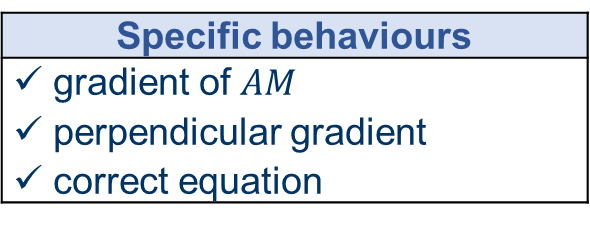 Specific behaviours
✓ gradient of AM
✓ perpendicular gradient
✓ correct equation